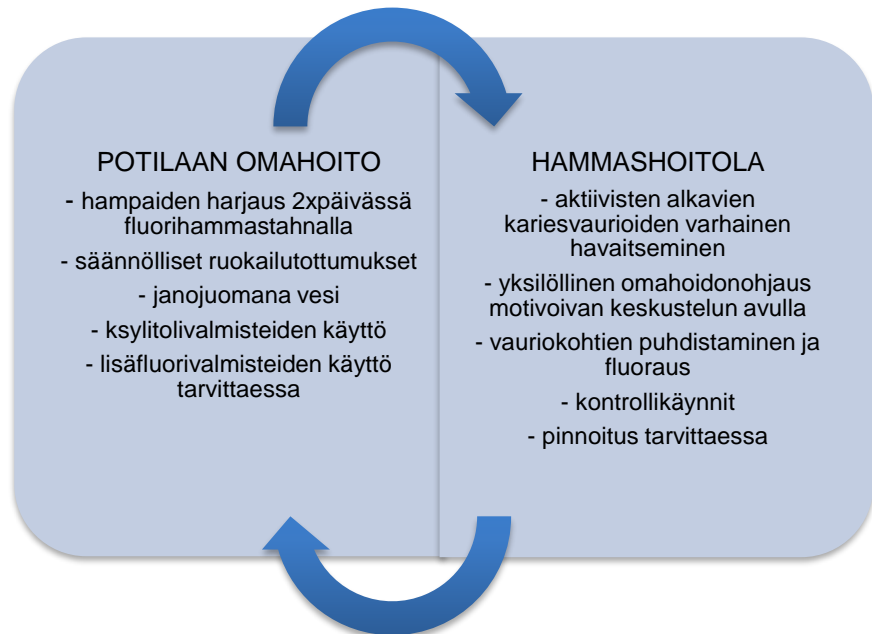 POTILAAN OMAHOITO
- hampaiden harjaus 2xpäivässä
fluorihammastahnalla
- säännölliset ruokailutottumukset
- janojuomana vesi
- ksylitolivalmisteiden käyttö
- lisäfluorivalmisteiden käyttö
tarvittaessa
HAMMASHOITOLA
- aktiivisten alkavien
kariesvaurioiden varhainen
havaitseminen
- yksilöllinen omahoidonohjaus
motivoivan keskustelun avulla
- vauriokohtien puhdistaminen ja
fluoraus
- kontrollikäynnit
- pinnoitus tarvittaessa